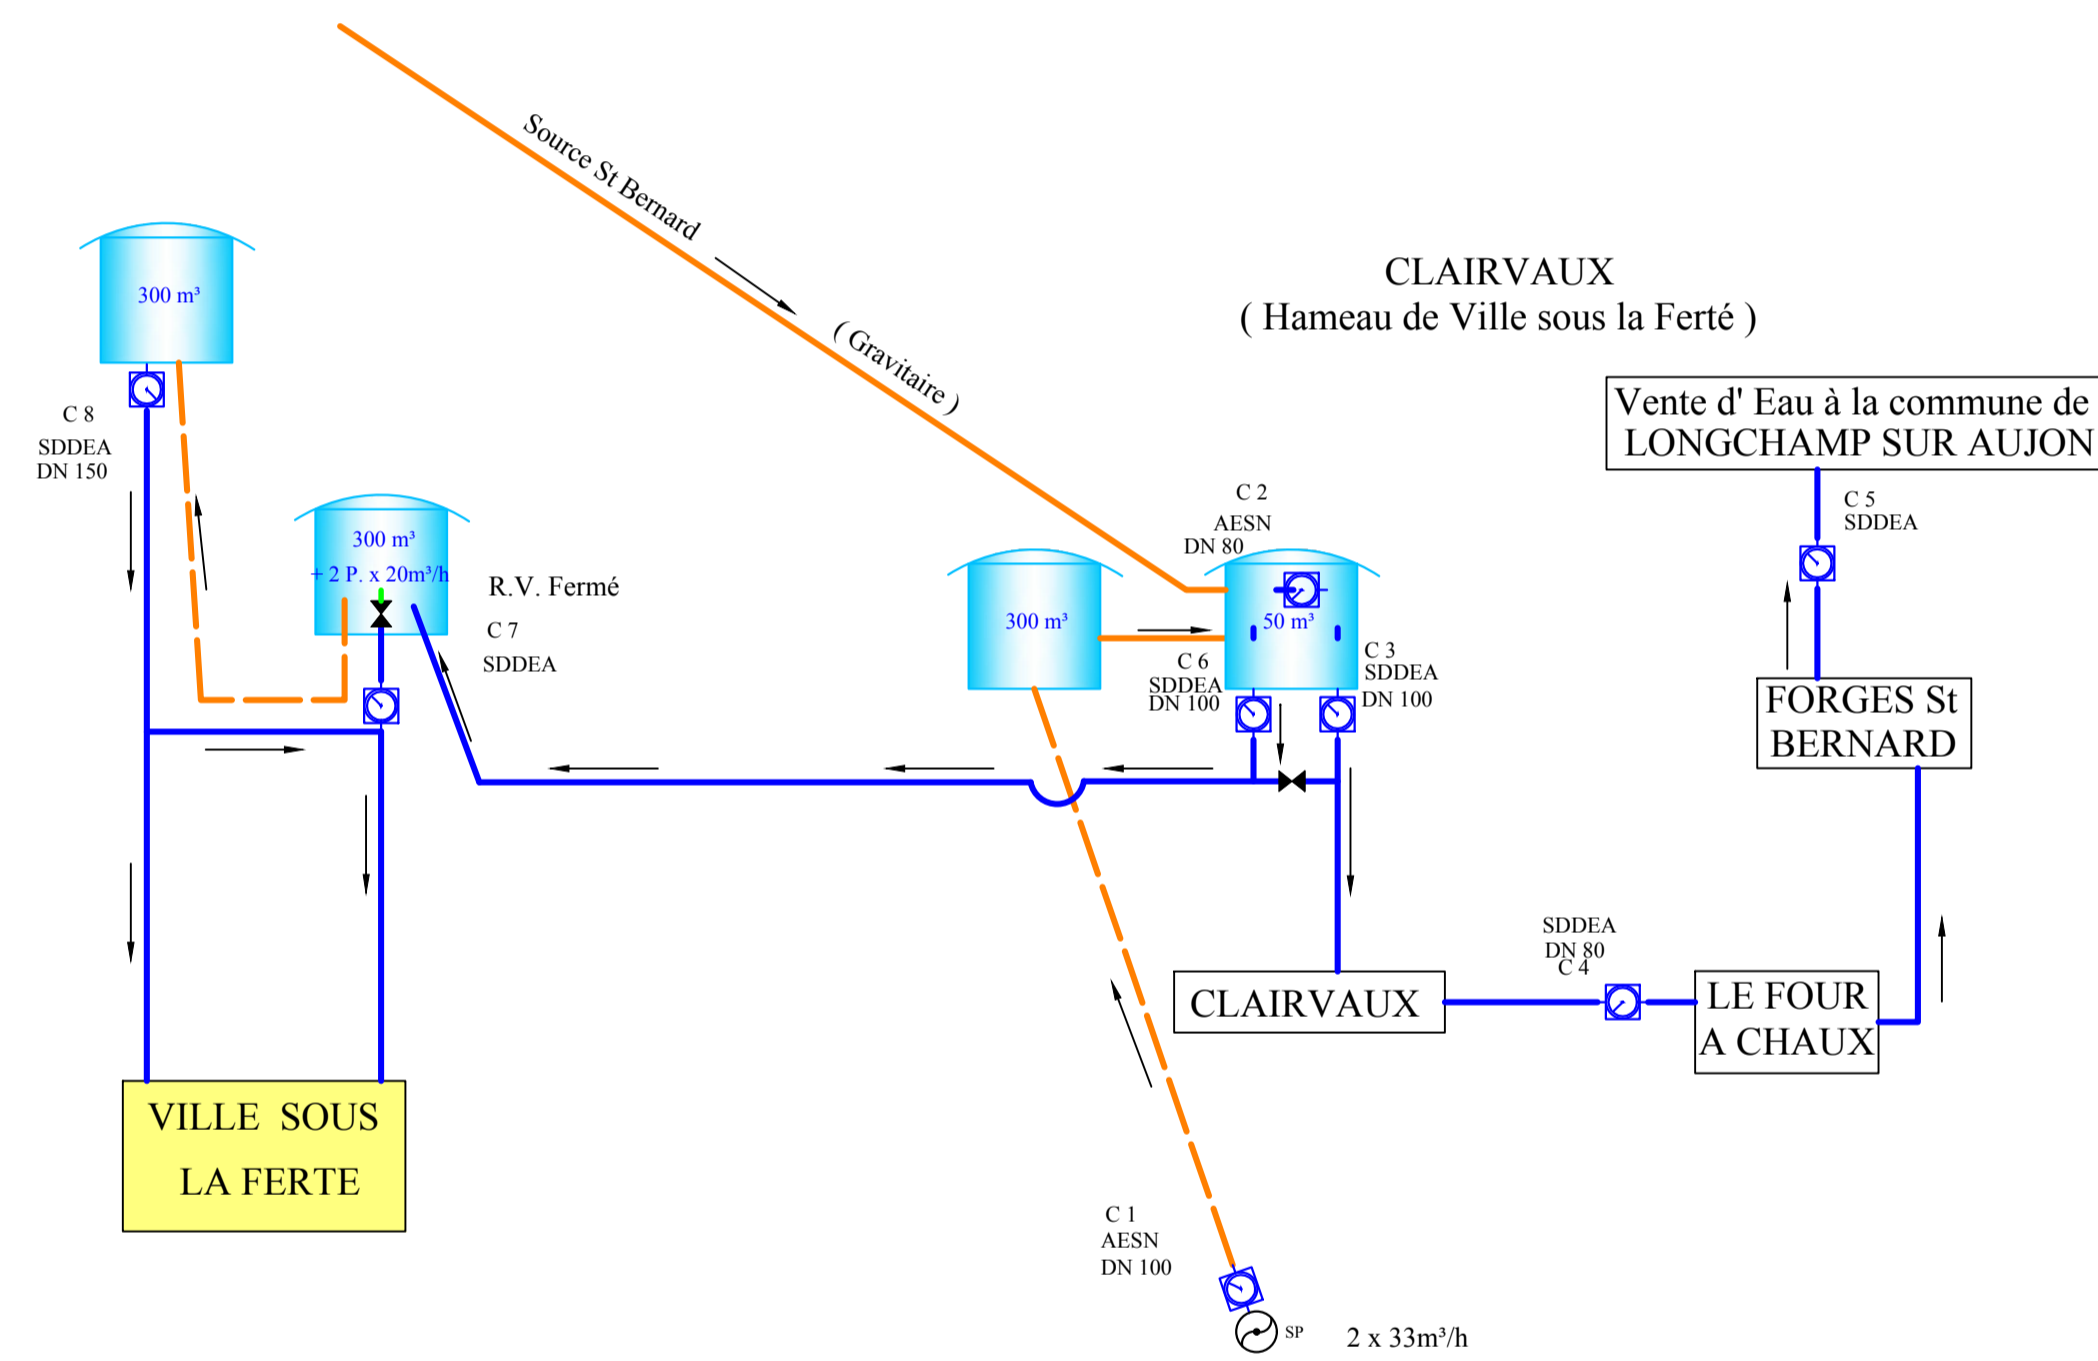 Source St Bernard
( Gravitaire )
CLAIRVAUX
( Hameau de Ville sous la Ferté )
300 m³
C 8
SDDEA
DN 150
300 m³
+ 2 P. x 20m³/h
R.V. Fermé
C 7
SDDEA
300 m³
C 2
AESN
DN 80
50 m³
C 6
SDDEA
DN 100
C 3
SDDEA
DN 100
Vente d' Eau à la commune de
LONGCHAMP SUR AUJON
C 5
SDDEA
FORGES St
BERNARD
SDDEA
DN 80
C 4
CLAIRVAUX
LE FOUR
A CHAUX
VILLE SOUS
LA FERTE
C 1
AESN
DN 100
SP
2 x 33m³/h